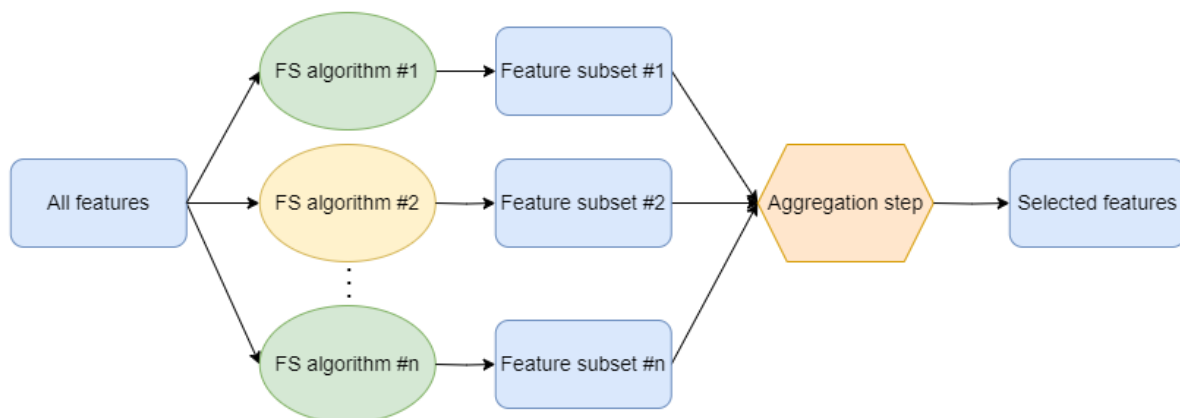 FS algorithm #1
Feature subset #1
All features
FS algorithm #2
Feature subset #2
Aggregation step
Selected features
FS algorithm #n
Feature subset #n